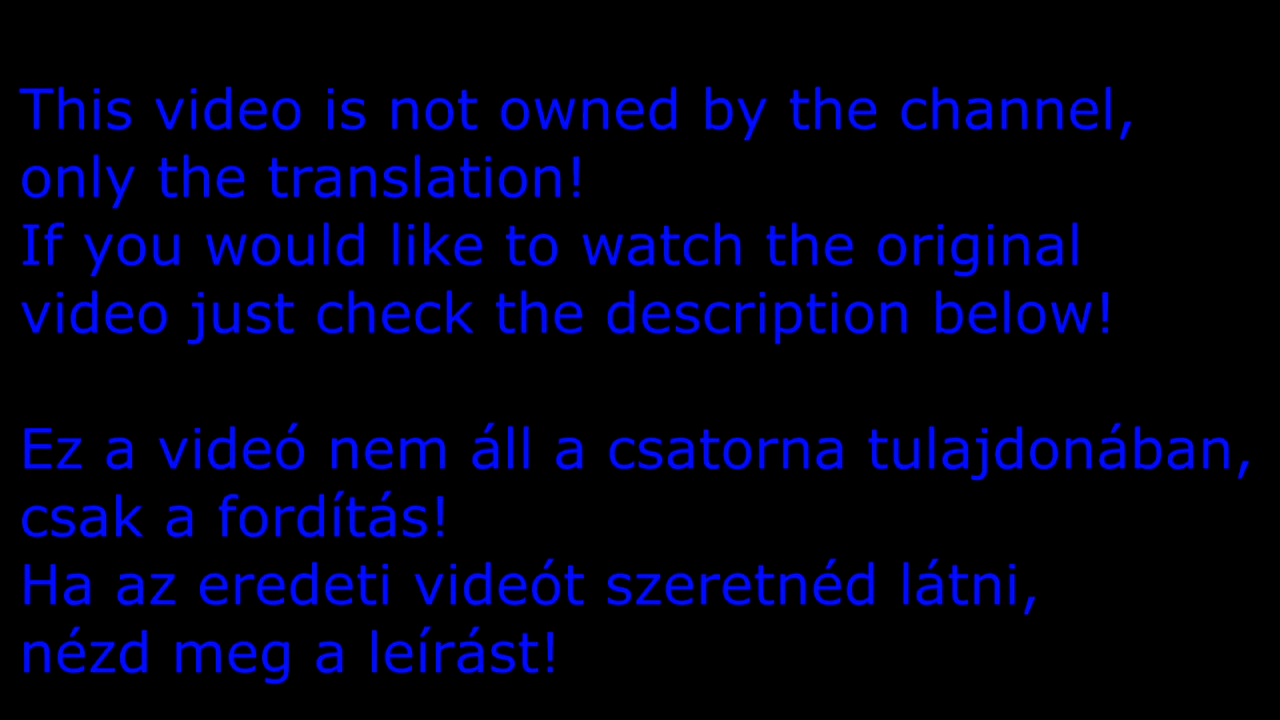 This video is not owned by the channel,
only the translation!
If you would like to watch the original
video just check the description below!
Ez a videó nem áll a csatorna tulajdonában,
csak a fordítás!
Ha az eredeti videót szeretnéd látni,
nézd meg a leírást!